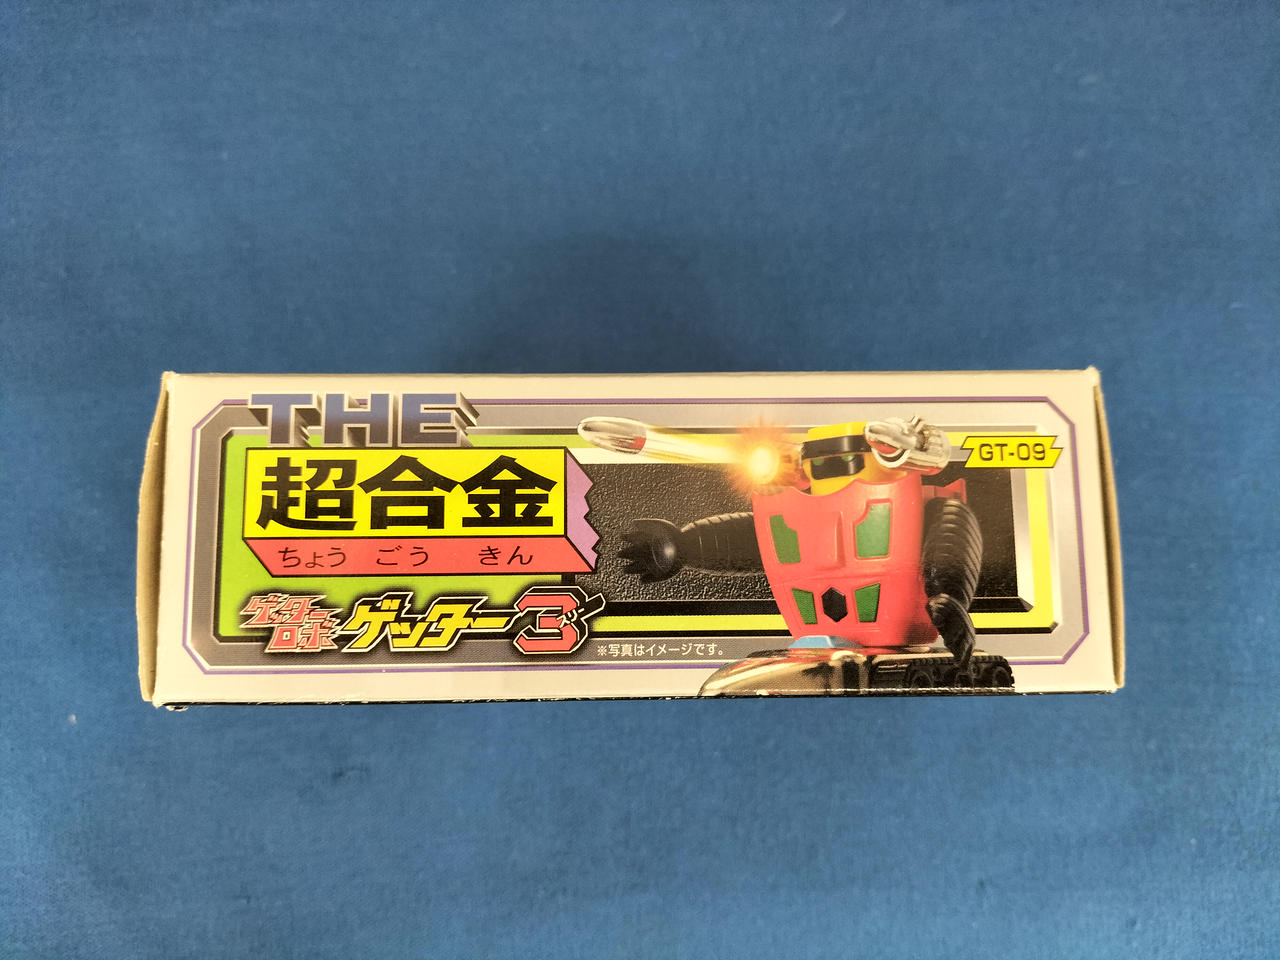 THE
超合金
ちょう ごう きん
ゲッターロボ
ゲッター3
スリー
※写真はイメージです。
GT-09